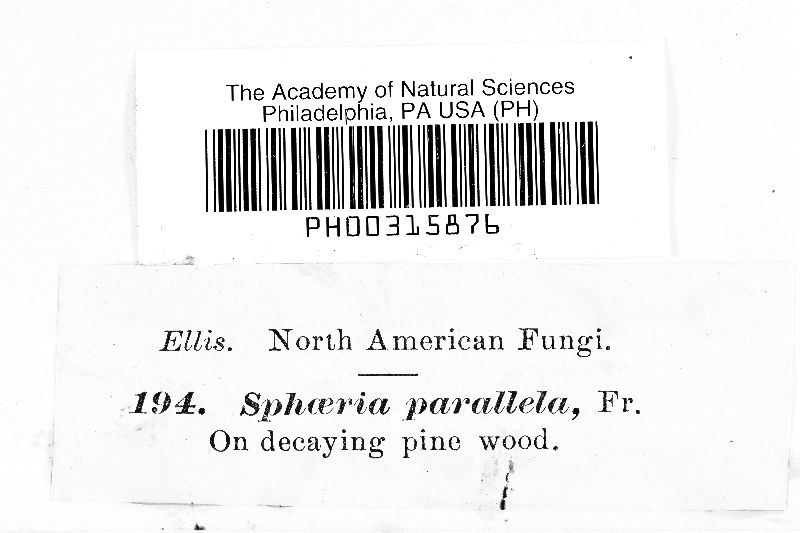 The Academy of Natural Sciences
Philadelphia, PA USA (PH)
PH00315876
Ellis. North American Fungi.
194. Sphæria parallela, Fr.
On decaying pine wood.